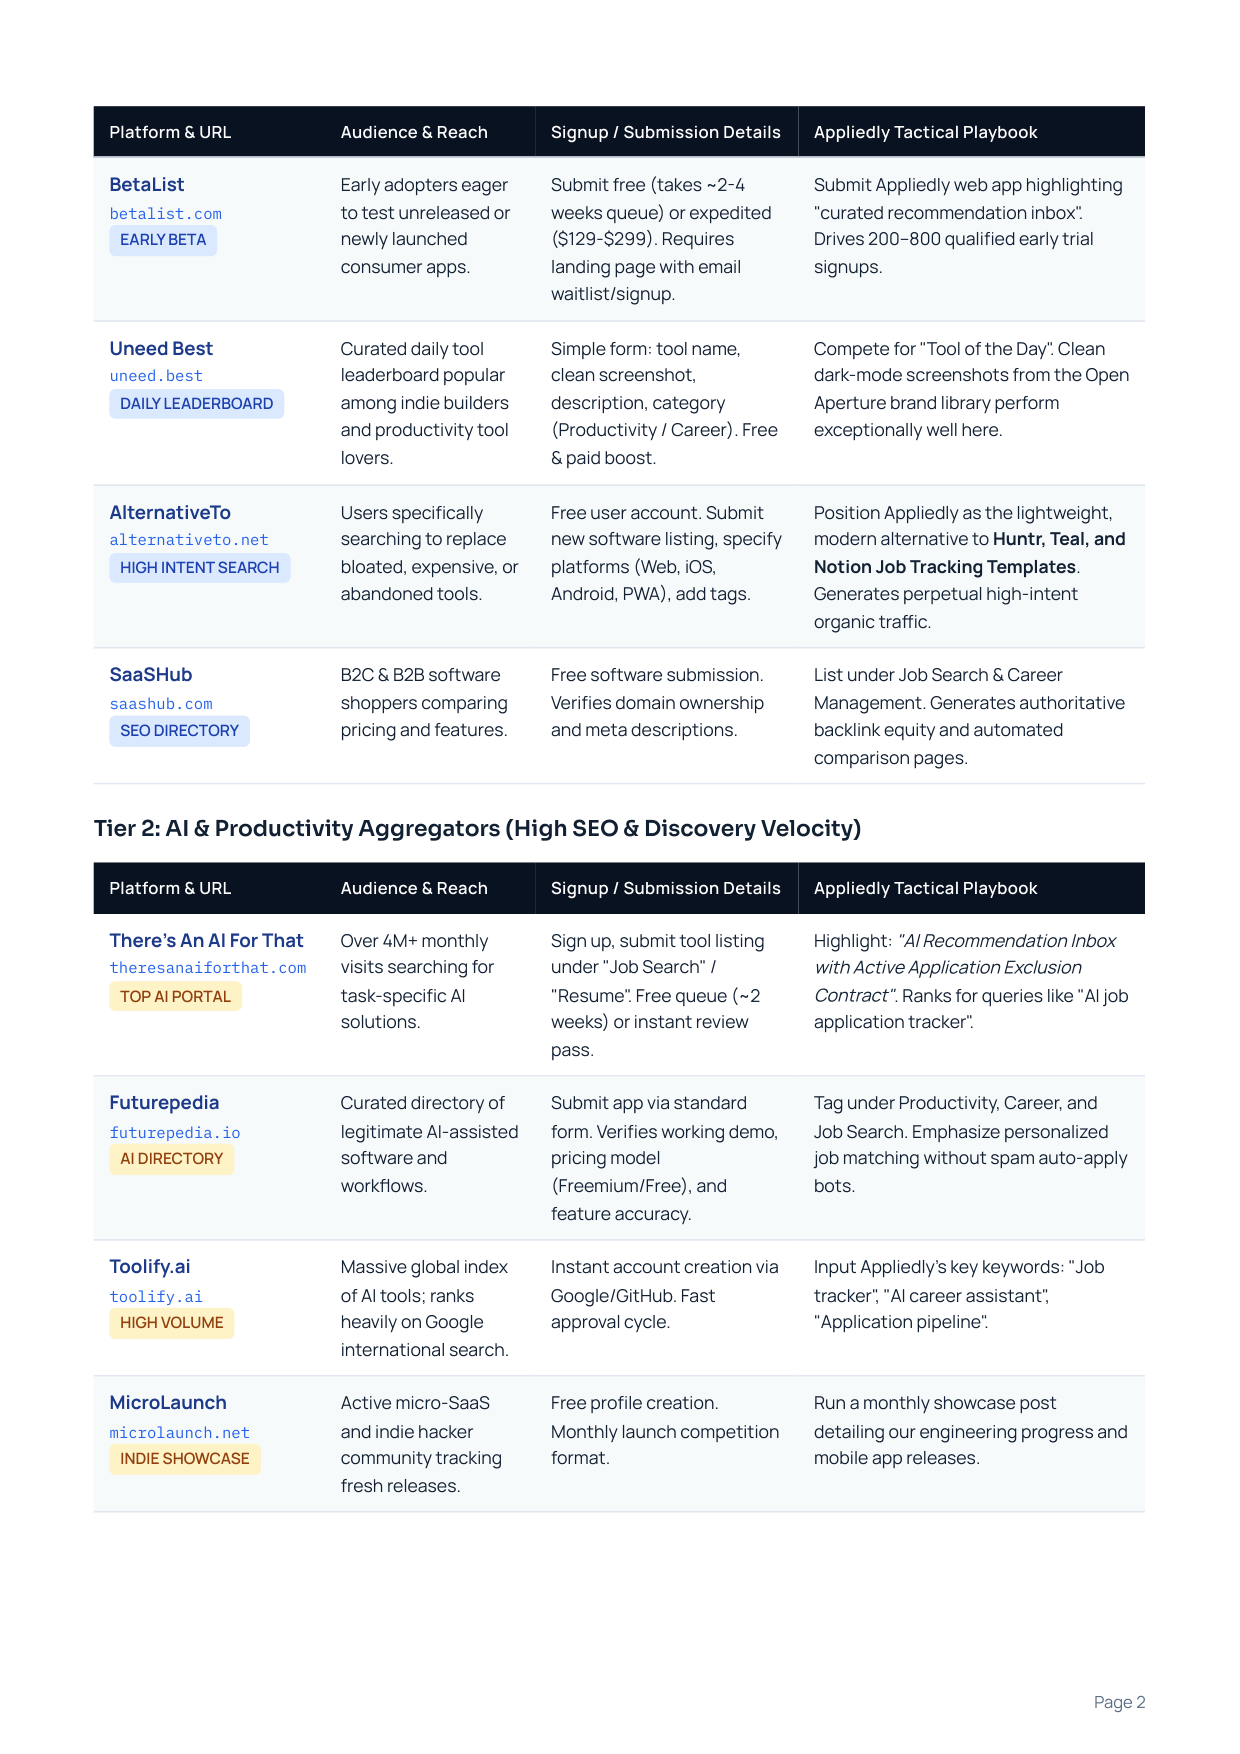 Platform & URL Audience & Reach Signup / Submission Details Appliedly Tactical Playbook
BetaList
betalist.com
EARLY BETA
Early adopters eager
to test unreleased or
newly launched
consumer apps.
Submit free (takes ~2-4
weeks queue) or expedited
($129-$299). Requires
landing page with email
waitlist/signup.
Submit Appliedly web app highlighting
"curated recommendation inbox".
Drives 200–800 qualified early trial
signups.
Uneed Best
uneed.best
DAILY LEADERBOARD
Curated daily tool
leaderboard popular
among indie builders
and productivity tool
lovers.
Simple form: tool name,
clean screenshot,
description, category
(Productivity / Career). Free
& paid boost.
Compete for "Tool of the Day". Clean
dark-mode screenshots from the Open
Aperture brand library perform
exceptionally well here.
AlternativeTo
alternativeto.net
HIGH INTENT SEARCH
Users specifically
searching to replace
bloated, expensive, or
abandoned tools.
Free user account. Submit
new software listing, specify
platforms (Web, iOS,
Android, PWA), add tags.
Position Appliedly as the lightweight,
modern alternative to Huntr, Teal, and
Notion Job Tracking Templates.
Generates perpetual high-intent
organic traffic.
SaaSHub
saashub.com
SEO DIRECTORY
B2C & B2B software
shoppers comparing
pricing and features.
Free software submission.
Verifies domain ownership
and meta descriptions.
List under Job Search & Career
Management. Generates authoritative
backlink equity and automated
comparison pages.
Tier 2: AI & Productivity Aggregators (High SEO & Discovery Velocity)
Platform & URL Audience & Reach Signup / Submission Details Appliedly Tactical Playbook
There's An AI For That
theresanaiforthat.com
TOP AI PORTAL
Over 4M+ monthly
visits searching for
task-specific AI
solutions.
Sign up, submit tool listing
under "Job Search" /
"Resume". Free queue (~2
weeks) or instant review
pass.
Highlight: "AI Recommendation Inbox
with Active Application Exclusion
Contract". Ranks for queries like "AI job
application tracker".
Futurepedia
futurepedia.io
AI DIRECTORY
Curated directory of
legitimate AI-assisted
software and
workflows.
Submit app via standard
form. Verifies working demo,
pricing model
(Freemium/Free), and
feature accuracy.
Tag under Productivity, Career, and
Job Search. Emphasize personalized
job matching without spam auto-apply
bots.
Toolify.ai
toolify.ai
HIGH VOLUME
Massive global index
of AI tools; ranks
heavily on Google
international search.
Instant account creation via
Google/GitHub. Fast
approval cycle.
Input Appliedly's key keywords: "Job
tracker", "AI career assistant",
"Application pipeline".
MicroLaunch
microlaunch.net
INDIE SHOWCASE
Active micro-SaaS
and indie hacker
community tracking
fresh releases.
Free profile creation.
Monthly launch competition
format.
Run a monthly showcase post
detailing our engineering progress and
mobile app releases.
Page 2